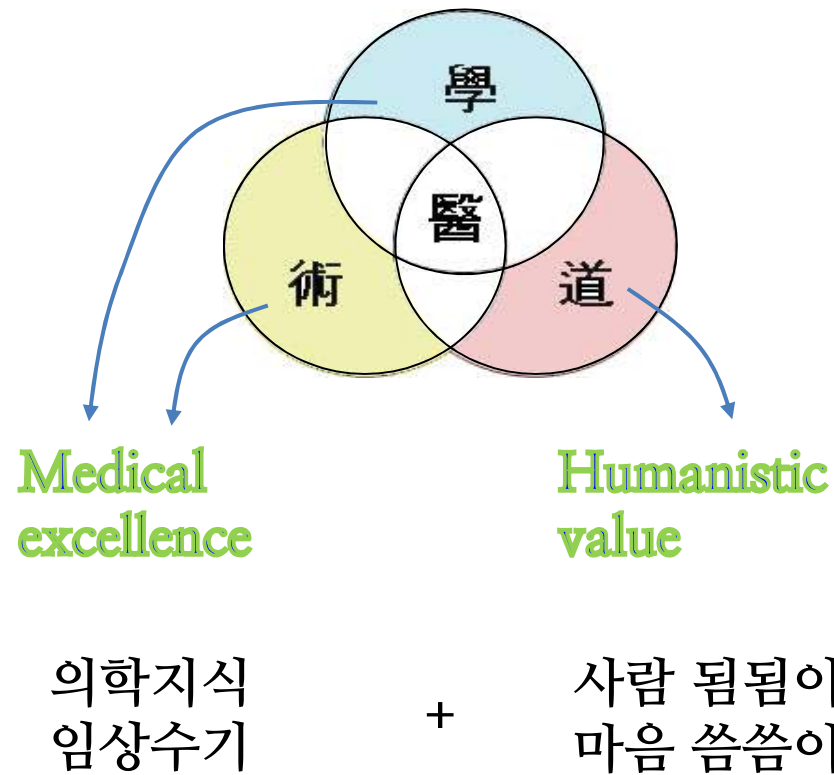 學
醫
術
道
Medical
excellence
Humanistic
value
의학지식
임상수기
+
사람 됨됨이
마음 씀씀이